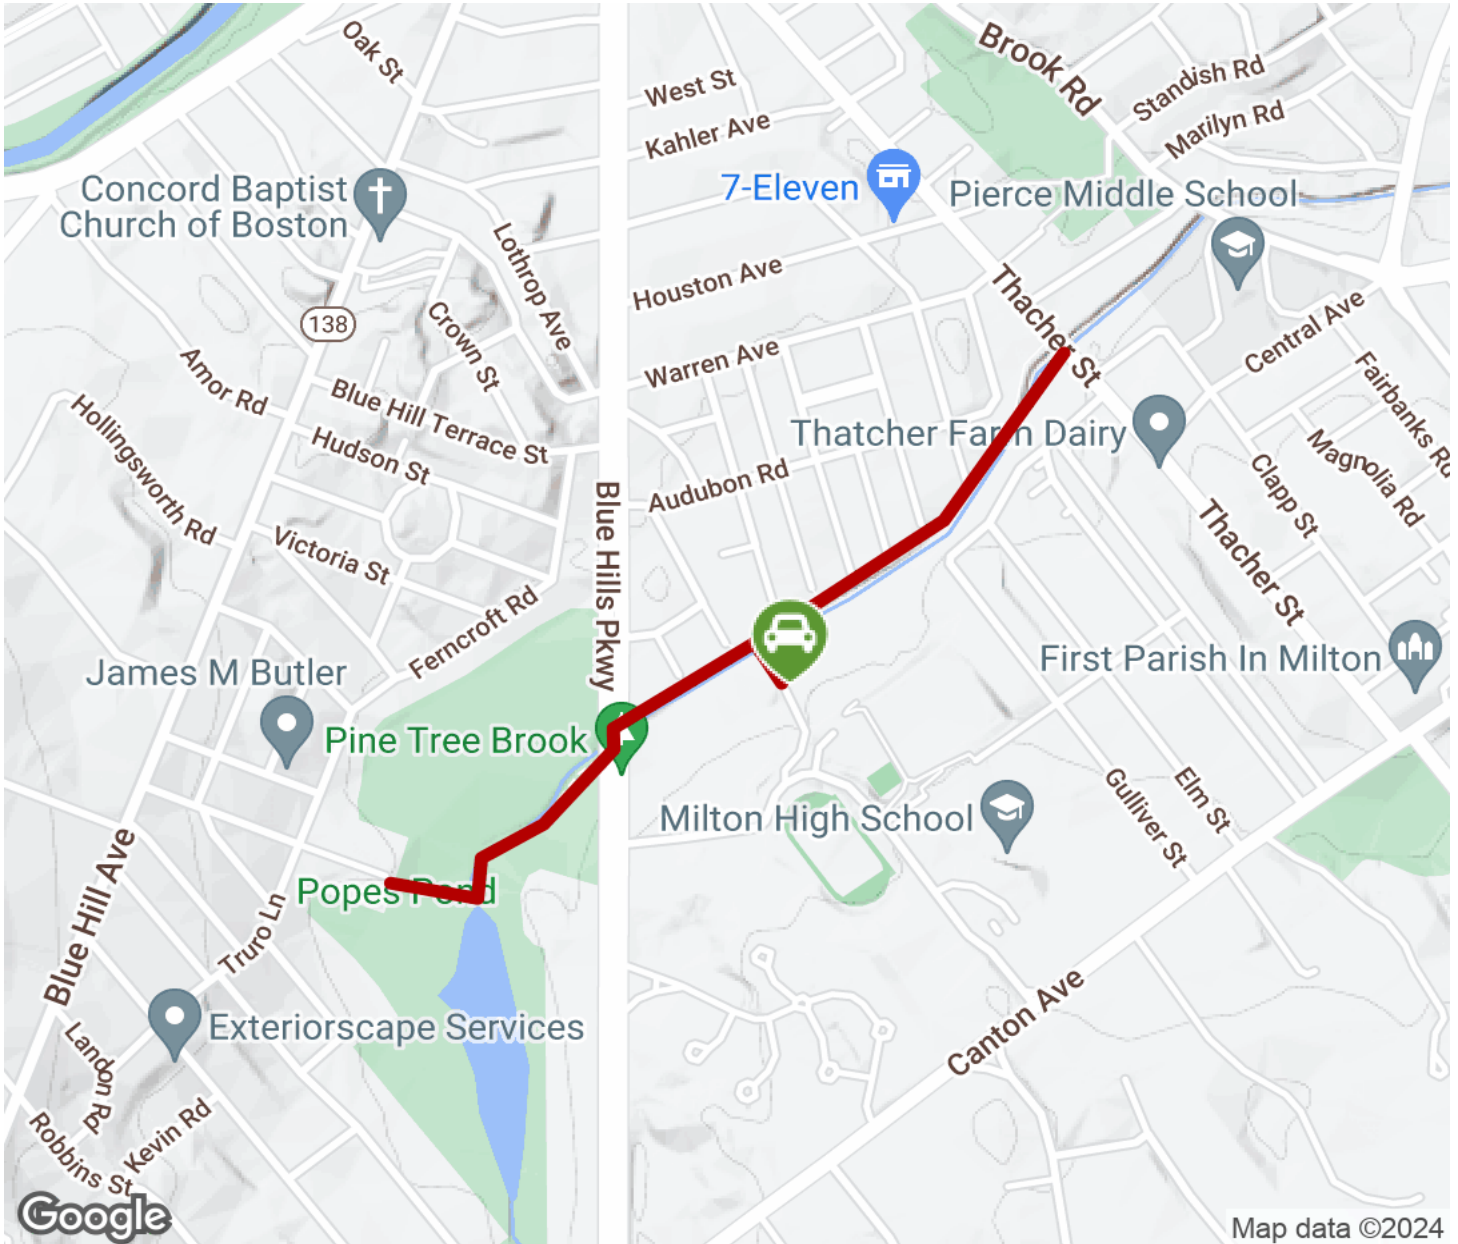 Oak St
Brook Rd
Standish Rd
West St
Marilyn Rd
Kahler Ave
Concord Baptist
Church of Boston
7-Eleven
Pierce Middle School
Lothrop Ave
Houston Ave
Thacher St
138
Crown St
Central Ave
Warren Ave
Amor Rd
Blue Hill Terrace St
Fairbanks Rd
Hollingsworth Rd
Hudson St
Thatcher Farm Dairy
Magnolia Rd
Audubon Rd
Clapp St
Blue Hills Pkwy
Victoria St
Thacher St
Ferncroft Rd
James M Butler
First Parish In Milton
Pine Tree Brook
Elm St
Gulliver St
Milton High School
Blue Hill Ave
Popes Pond
Truro Ln
Canton Ave
Exteriorscape Services
Landon Rd
Kevin Rd
Robbins St
Google
Map data ©2024